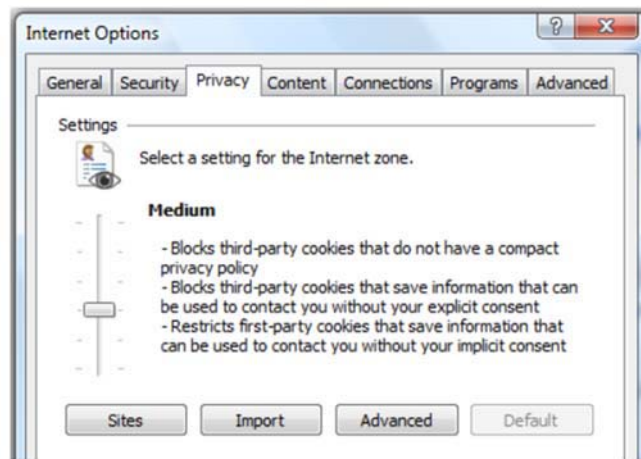 Internet Options
?
General Security Privacy Content Connections Programs Advanced
Settings
Select a setting for the Internet zone.
Medium
- Blocks third-party cookies that do not have a compact
privacy policy
- Blocks third-party cookies that save information that can
be used to contact you without your explicit consent
- Restricts first-party cookies that save information that
can be used to contact you without your implicit consent
Sites Import Advanced Default